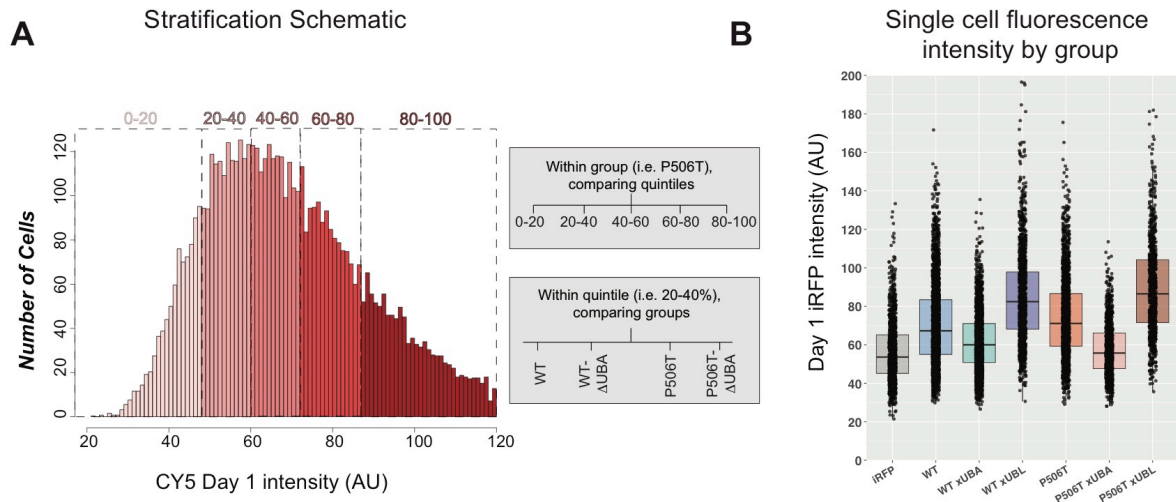 A
Stratification Schematic
0-20
20-40
40-60
60-80
80-100
Number of Cells
120
100
80
60
40
20
0
20
40
60
80
100
120
CY5 Day 1 intensity (AU)
Within group (i.e. P506T),
comparing quintiles
0-20
20-40
40-60
60-80
80-100
Within quintile (i.e. 20-40%),
comparing groups
WT
WT-
ΔUBA
P506T
P506T-
ΔUBA
B
Single cell fluorescence
intensity by group
Day 1 iRFP intensity (AU)
200
180
160
140
120
100
80
60
40
20
0
iRFP
WT
WT xUBA
WT xUBL
P506T
P506T xUBA
P506T xUBL